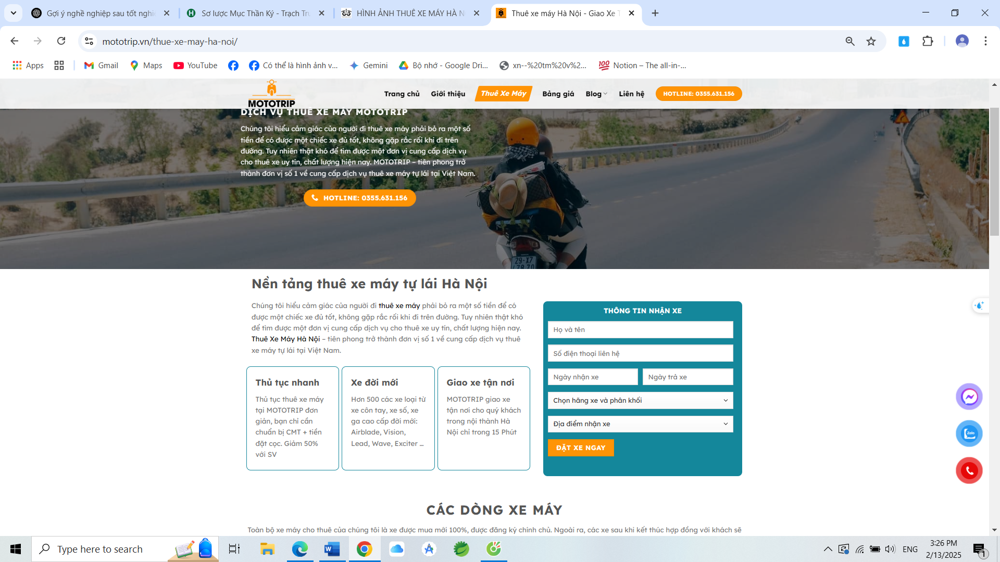 Gợi ý nghề nghiệp sau tốt nghi
Sơ lược Mục Thần Ký - Trạch Tr
HÌNH ẢNH THUÊ XE MÁY HÀ N
Thuê xe máy Hà Nội - Giao Xe T
mototrip.vn/thue-xe-may-ha-noi/
Apps
Gmail
Maps
YouTube
Có thể là hình ảnh v...
Gemini
Bộ nhớ - Google Dri...
xn--%20tm%20v%2...
Notion – The all-in-...
MOTOTRIP
Trang chủ
Giới thiệu
Thuê Xe Máy
Bảng giá
Blog
Liên hệ
HOTLINE: 0355.631.156
DỊCH VỤ THUÊ XE MÁY MOTOTRIP
Chúng tôi hiểu cảm giác của người đi thuê xe máy phải bỏ ra một số
tiền để có được một chiếc xe đủ tốt, không gặp rắc rối khi đi trên
đường. Tuy nhiên thật khó để tìm được một đơn vị cung cấp dịch vụ
cho thuê xe uy tín, chất lượng hiện nay. MOTOTRIP – tiên phong trở
thành đơn vị số 1 về cung cấp dịch vụ thuê xe máy tự lái tại Việt Nam.
HOTLINE: 0355.631.156
29-X7
478.70
Nền tảng thuê xe máy tự lái Hà Nội
Chúng tôi hiểu cảm giác của người đi thuê xe máy phải bỏ ra một số tiền để có
được một chiếc xe đủ tốt, không gặp rắc rối khi đi trên đường. Tuy nhiên thật khó
để tìm được một đơn vị cung cấp dịch vụ cho thuê xe uy tín, chất lượng hiện nay.
Thuê Xe Máy Hà Nội – tiên phong trở thành đơn vị số 1 về cung cấp dịch vụ thuê
xe máy tự lái tại Việt Nam.
Thủ tục nhanh
Thủ tục thuê xe máy
tại MOTOTRIP đơn
giản, bạn chỉ cần
chuẩn bị CMT + tiền
đặt cọc. Giảm 50%
với SV
Xe đời mới
Hơn 500 các xe loại từ
xe côn tay, xe số, xe
ga cao cấp đời mới:
Airblade, Vision,
Lead, Wave, Exciter …
Giao xe tận nơi
MOTOTRIP giao xe
tận nơi cho quý khách
trong nội thành Hà
Nội chỉ trong 15 Phút
THÔNG TIN NHẬN XE
Họ và tên
Số điện thoại liên hệ
Ngày nhận xe
Ngày trả xe
Chọn hãng xe và phân khối
Địa điểm nhận xe
ĐẶT XE NGAY
Zalo
CÁC DÒNG XE MÁY
Toàn bộ xe máy cho thuê của chúng tôi là xe được mua mới 100%, được đăng ký chính chủ. Ngoài ra, các xe sau khi kết thúc hợp đồng với khách sẽ
Type here to search
ENG
3:26 PM
2/13/2025
1